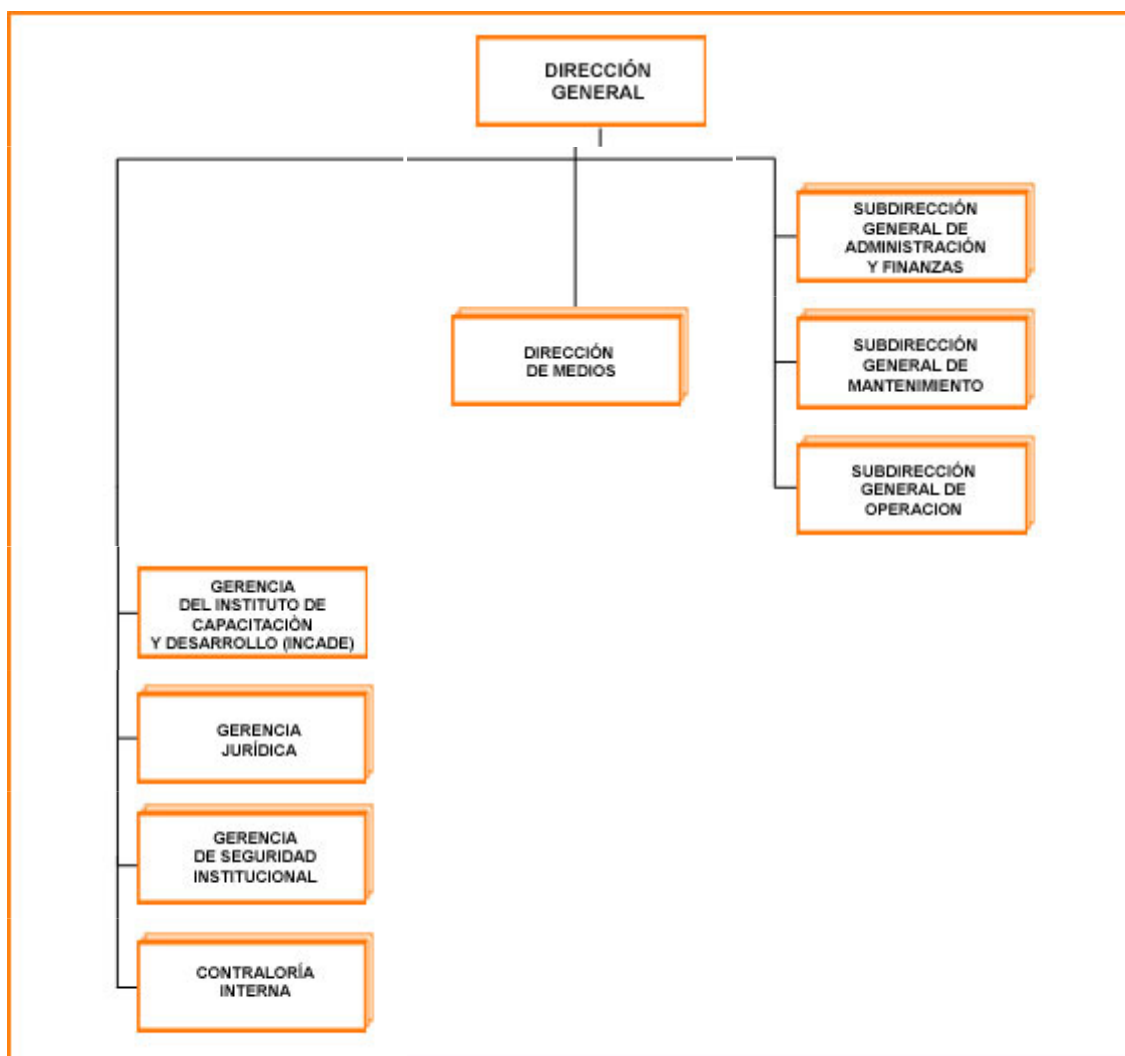 DIRECCIÓN
GENERAL
SUBDIRECCIÓN
GENERAL DE
ADMINISTRACIÓN
Y FINANZAS
DIRECCIÓN
DE MEDIOS
SUBDIRECCIÓN
GENERAL DE
MANTENIMIENTO
SUBDIRECCIÓN
GENERAL DE
OPERACION
GERENCIA
DEL INSTITUTO DE
CAPACITACIÒN
Y DESARROLLO (INCADE)
GERENCIA
JURÍDICA
GERENCIA
DE SEGURIDAD
INSTITUCIONAL
CONTRALORÍA
INTERNA